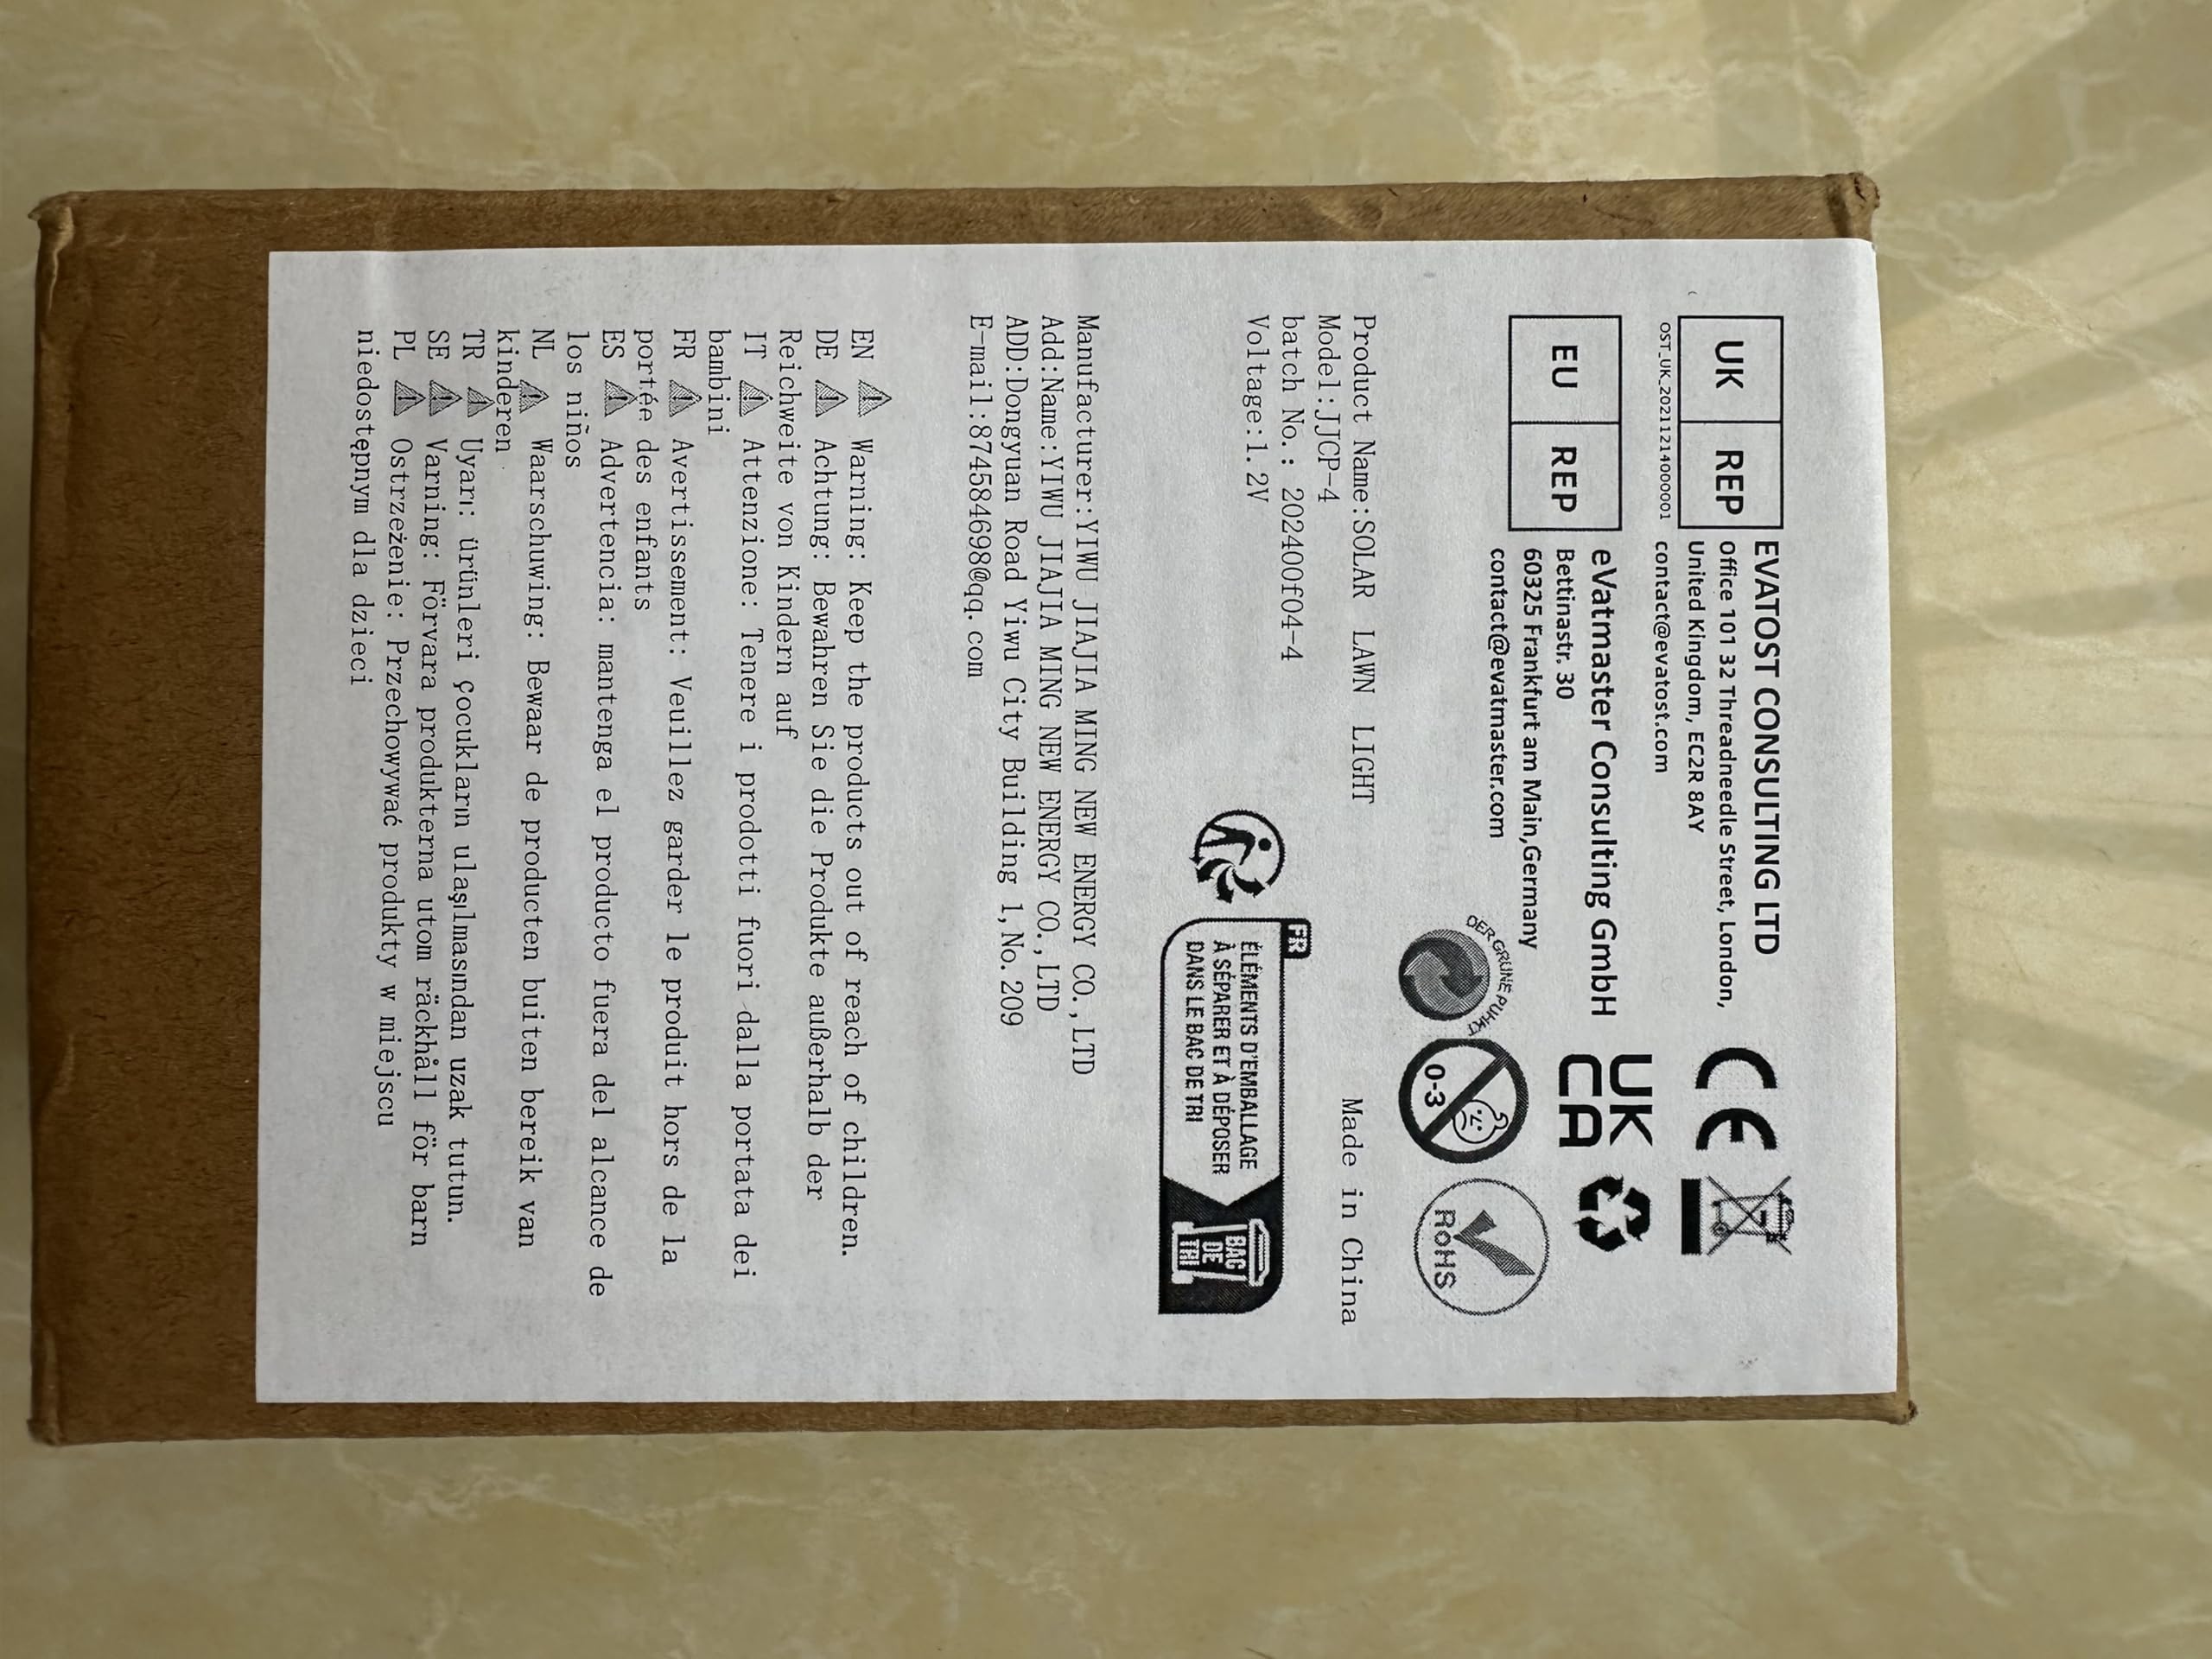 UK REP
EVATOST CONSULTING LTD
Office 101 32 Threadneedle Street, London,
United Kingdom, EC2R 8AY
contact@evatost.com
OST_UK_20211214000001
CE
EU REP
eVatmaster Consulting GmbH
Bettinastr. 30
60325 Frankfurt am Main,Germany
contact@evatmaster.com
UK
CA
DER GRÜNE PUNKT
0-3
RoHS
Product Name:SOLAR LAWN LIGHT
Model:JJCP-4
Made in China
batch No.: 202400f04-4
Voltage:1.2V
FR
ÉLÉMENTS D'EMBALLAGE
À SÉPARER ET À DÉPOSER
DANS LE BAC DE TRI
BAC
DE
TRI
Manufacturer:YIWU JIAJIA MING NEW ENERGY CO.,LTD
Add:Name:YIWU JIAJIA MING NEW ENERGY CO.,LTD
ADD:Dongyuan Road Yiwu City Building 1,No.209
E-mail:874584698@qq.com
EN ⚠ Warning: Keep the products out of reach of children.
DE ⚠ Achtung: Bewahren Sie die Produkte außerhalb der
Reichweite von Kindern auf
IT ⚠ Attenzione: Tenere i prodotti fuori dalla portata dei
bambini
FR ⚠ Avertissement: Veuillez garder le produit hors de la
portée des enfants
ES ⚠ Advertencia: mantenga el producto fuera del alcance de
los niños
NL ⚠ Waarschuwing: Bewaar de producten buiten bereik van
kinderen
TR ⚠ Uyarı: ürünleri çocukların ulaşılmasından uzak tutun.
SE ⚠ Varning: Förvara produkterna utom räckhåll för barn
PL ⚠ Ostrzeżenie: Przechowywać produkty w miejscu
niedostępnym dla dzieci